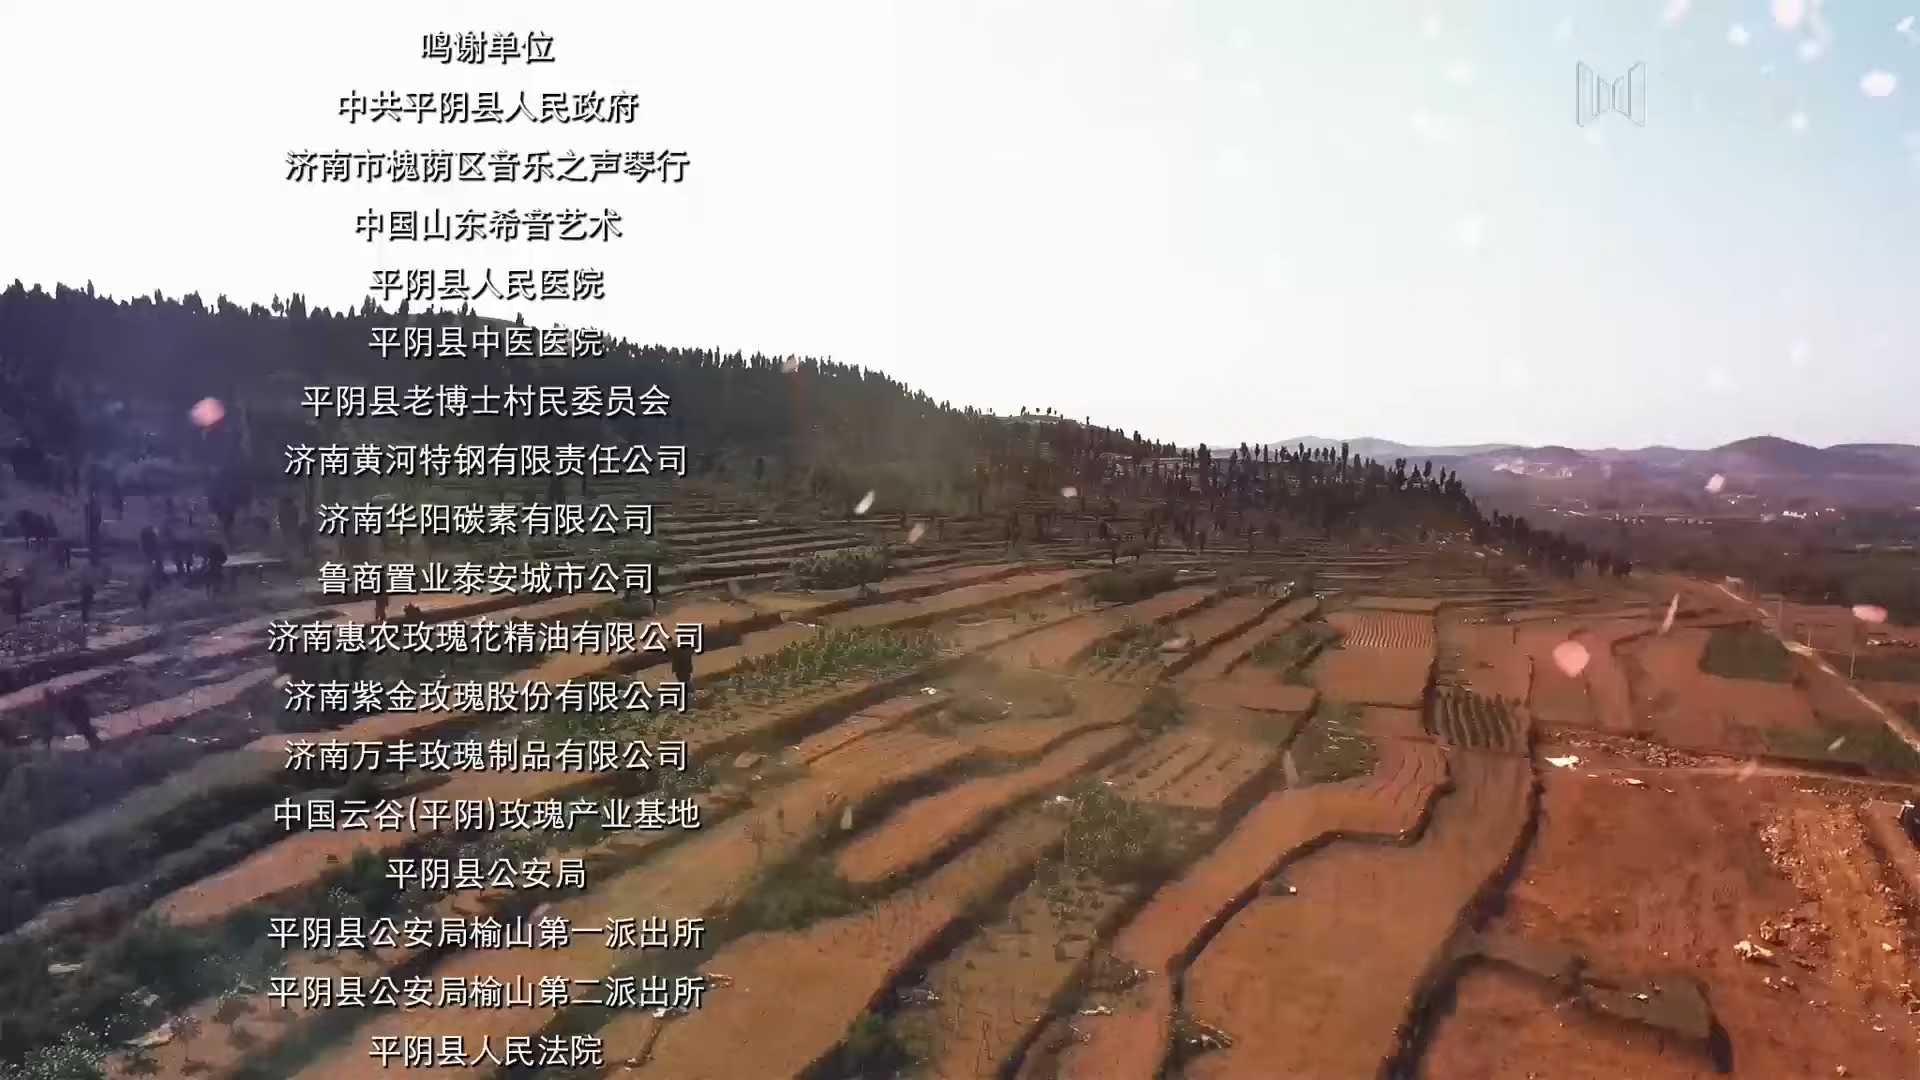 鸣谢单位
中共平阴县人民政府
济南市槐荫区音乐之声琴行
中国山东希音艺术
平阴县人民医院
平阴县中医医院
平阴县老博士村民委员会
济南黄河特钢有限责任公司
济南华阳碳素有限公司
鲁商置业泰安城市公司
济南惠农玫瑰花精油有限公司
济南紫金玫瑰股份有限公司
济南万丰玫瑰制品有限公司
中国云谷(平阴)玫瑰产业基地
平阴县公安局
平阴县公安局榆山第一派出所
平阴县公安局榆山第二派出所
平阴县人民法院